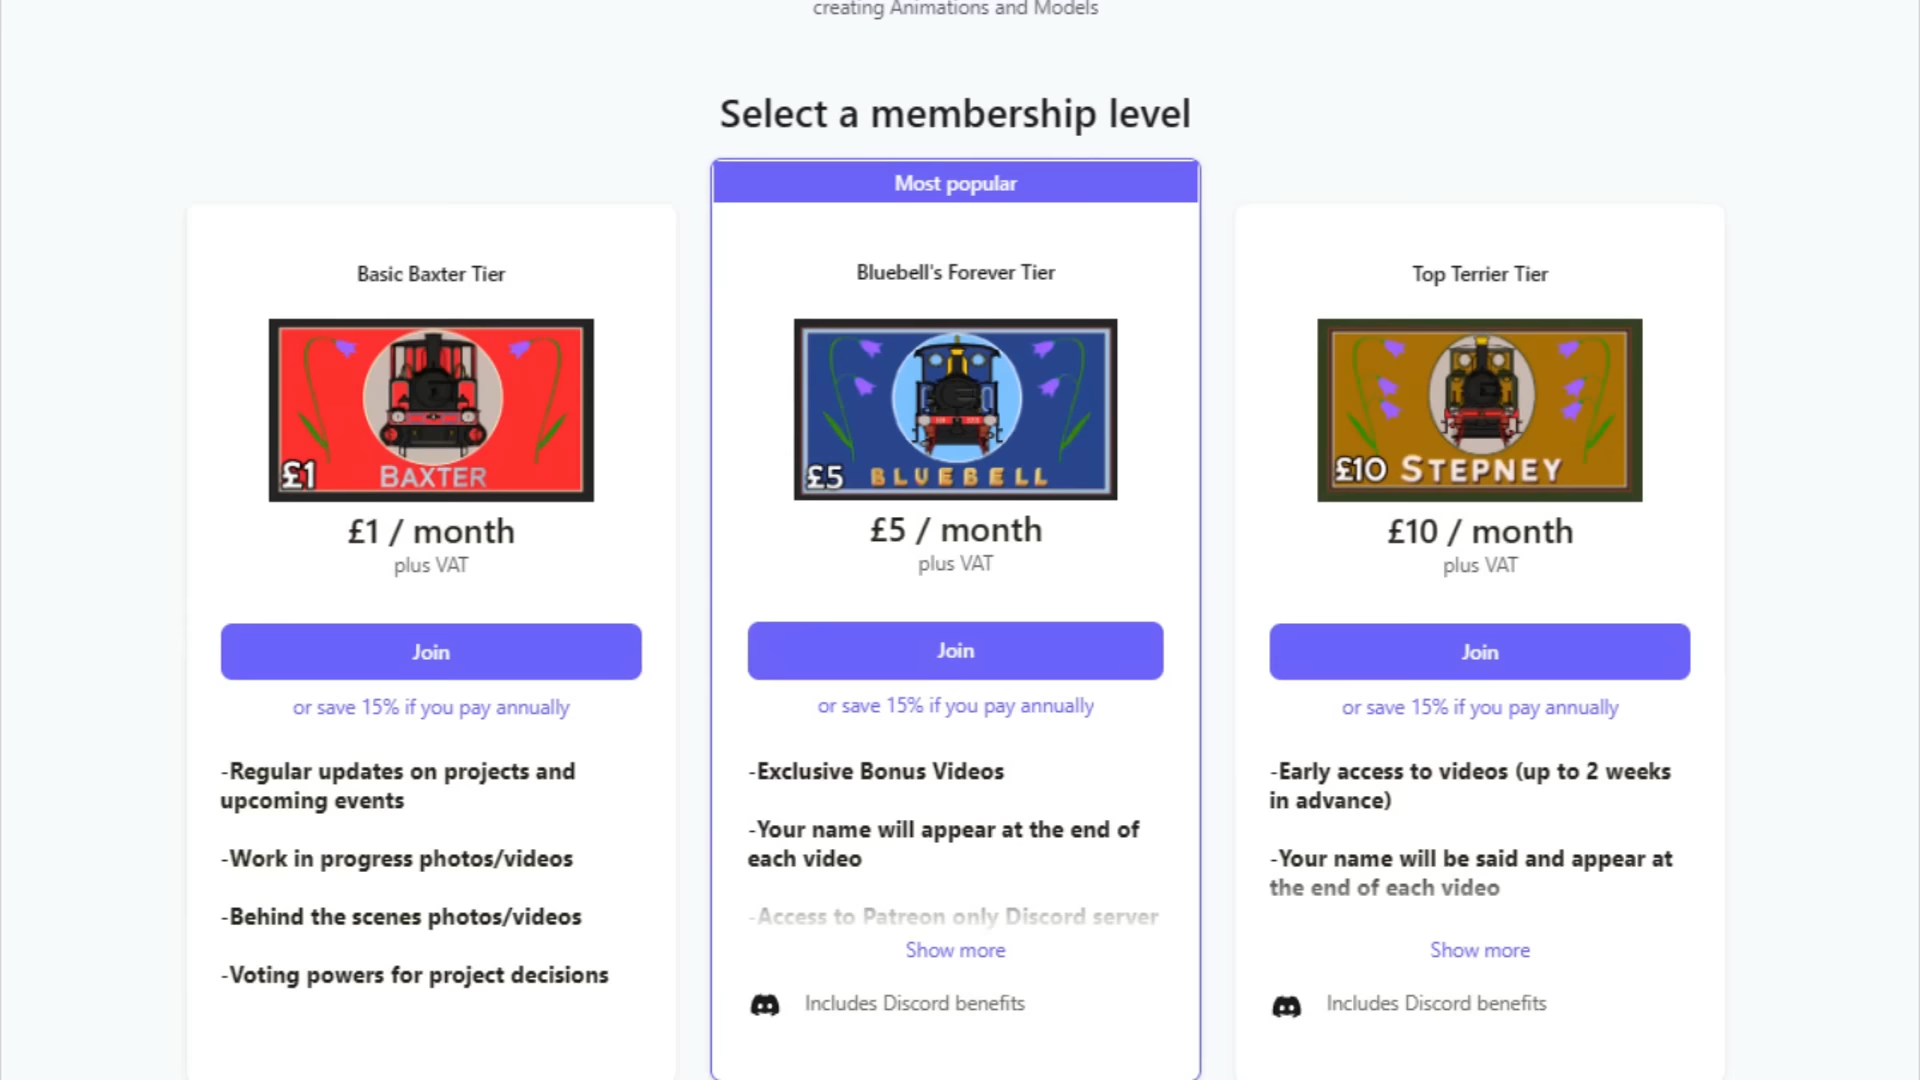 creating Animations and Models
Select a membership level
Most popular
Basic Baxter Tier
£1
BAXTER
£1 / month
plus VAT
Join
or save 15% if you pay annually
-Regular updates on projects and
upcoming events
-Work in progress photos/videos
-Behind the scenes photos/videos
-Voting powers for project decisions
Bluebell's Forever Tier
£5
BLUEBELL
£5 / month
plus VAT
Join
or save 15% if you pay annually
-Exclusive Bonus Videos
-Your name will appear at the end of
each video
-Access to Patreon only Discord server
Show more
Includes Discord benefits
Top Terrier Tier
£10
STEPNEY
£10 / month
plus VAT
Join
or save 15% if you pay annually
-Early access to videos (up to 2 weeks
in advance)
-Your name will be said and appear at
the end of each video
Show more
Includes Discord benefits